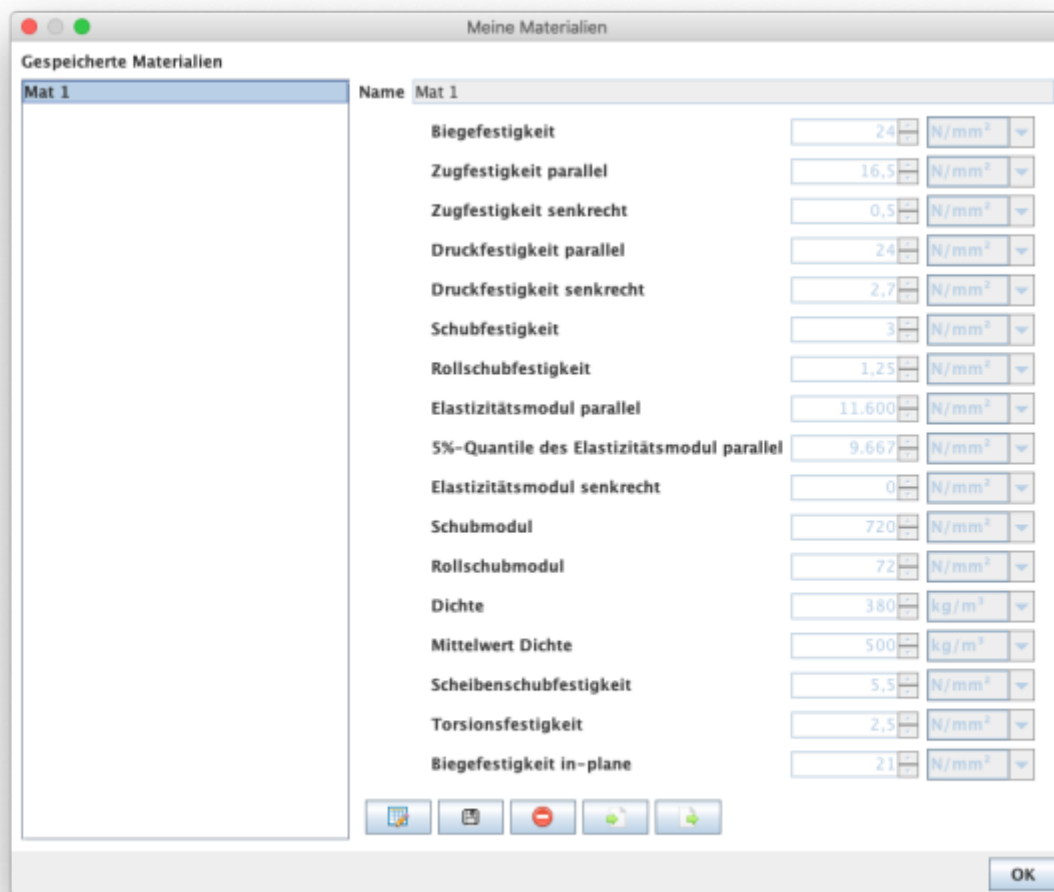 Meine Materialien
Gespeicherte Materialien
Mat 1
Name Mat 1
Biegefestigkeit 24 N/mm²
Zugfestigkeit parallel 16,5 N/mm²
Zugfestigkeit senkrecht 0,5 N/mm²
Druckfestigkeit parallel 24 N/mm²
Druckfestigkeit senkrecht 2,7 N/mm²
Schubfestigkeit 3 N/mm²
Rollschubfestigkeit 1,25 N/mm²
Elastizitätsmodul parallel 11.600 N/mm²
5%-Quantile des Elastizitätsmodul parallel 9.667 N/mm²
Elastizitätsmodul senkrecht 0 N/mm²
Schubmodul 720 N/mm²
Rollschubmodul 72 N/mm²
Dichte 380 kg/m³
Mittelwert Dichte 500 kg/m³
Scheibenschubfestigkeit 5,5 N/mm²
Torsionsfestigkeit 2,5 N/mm²
Biegefestigkeit in-plane 21 N/mm²
OK